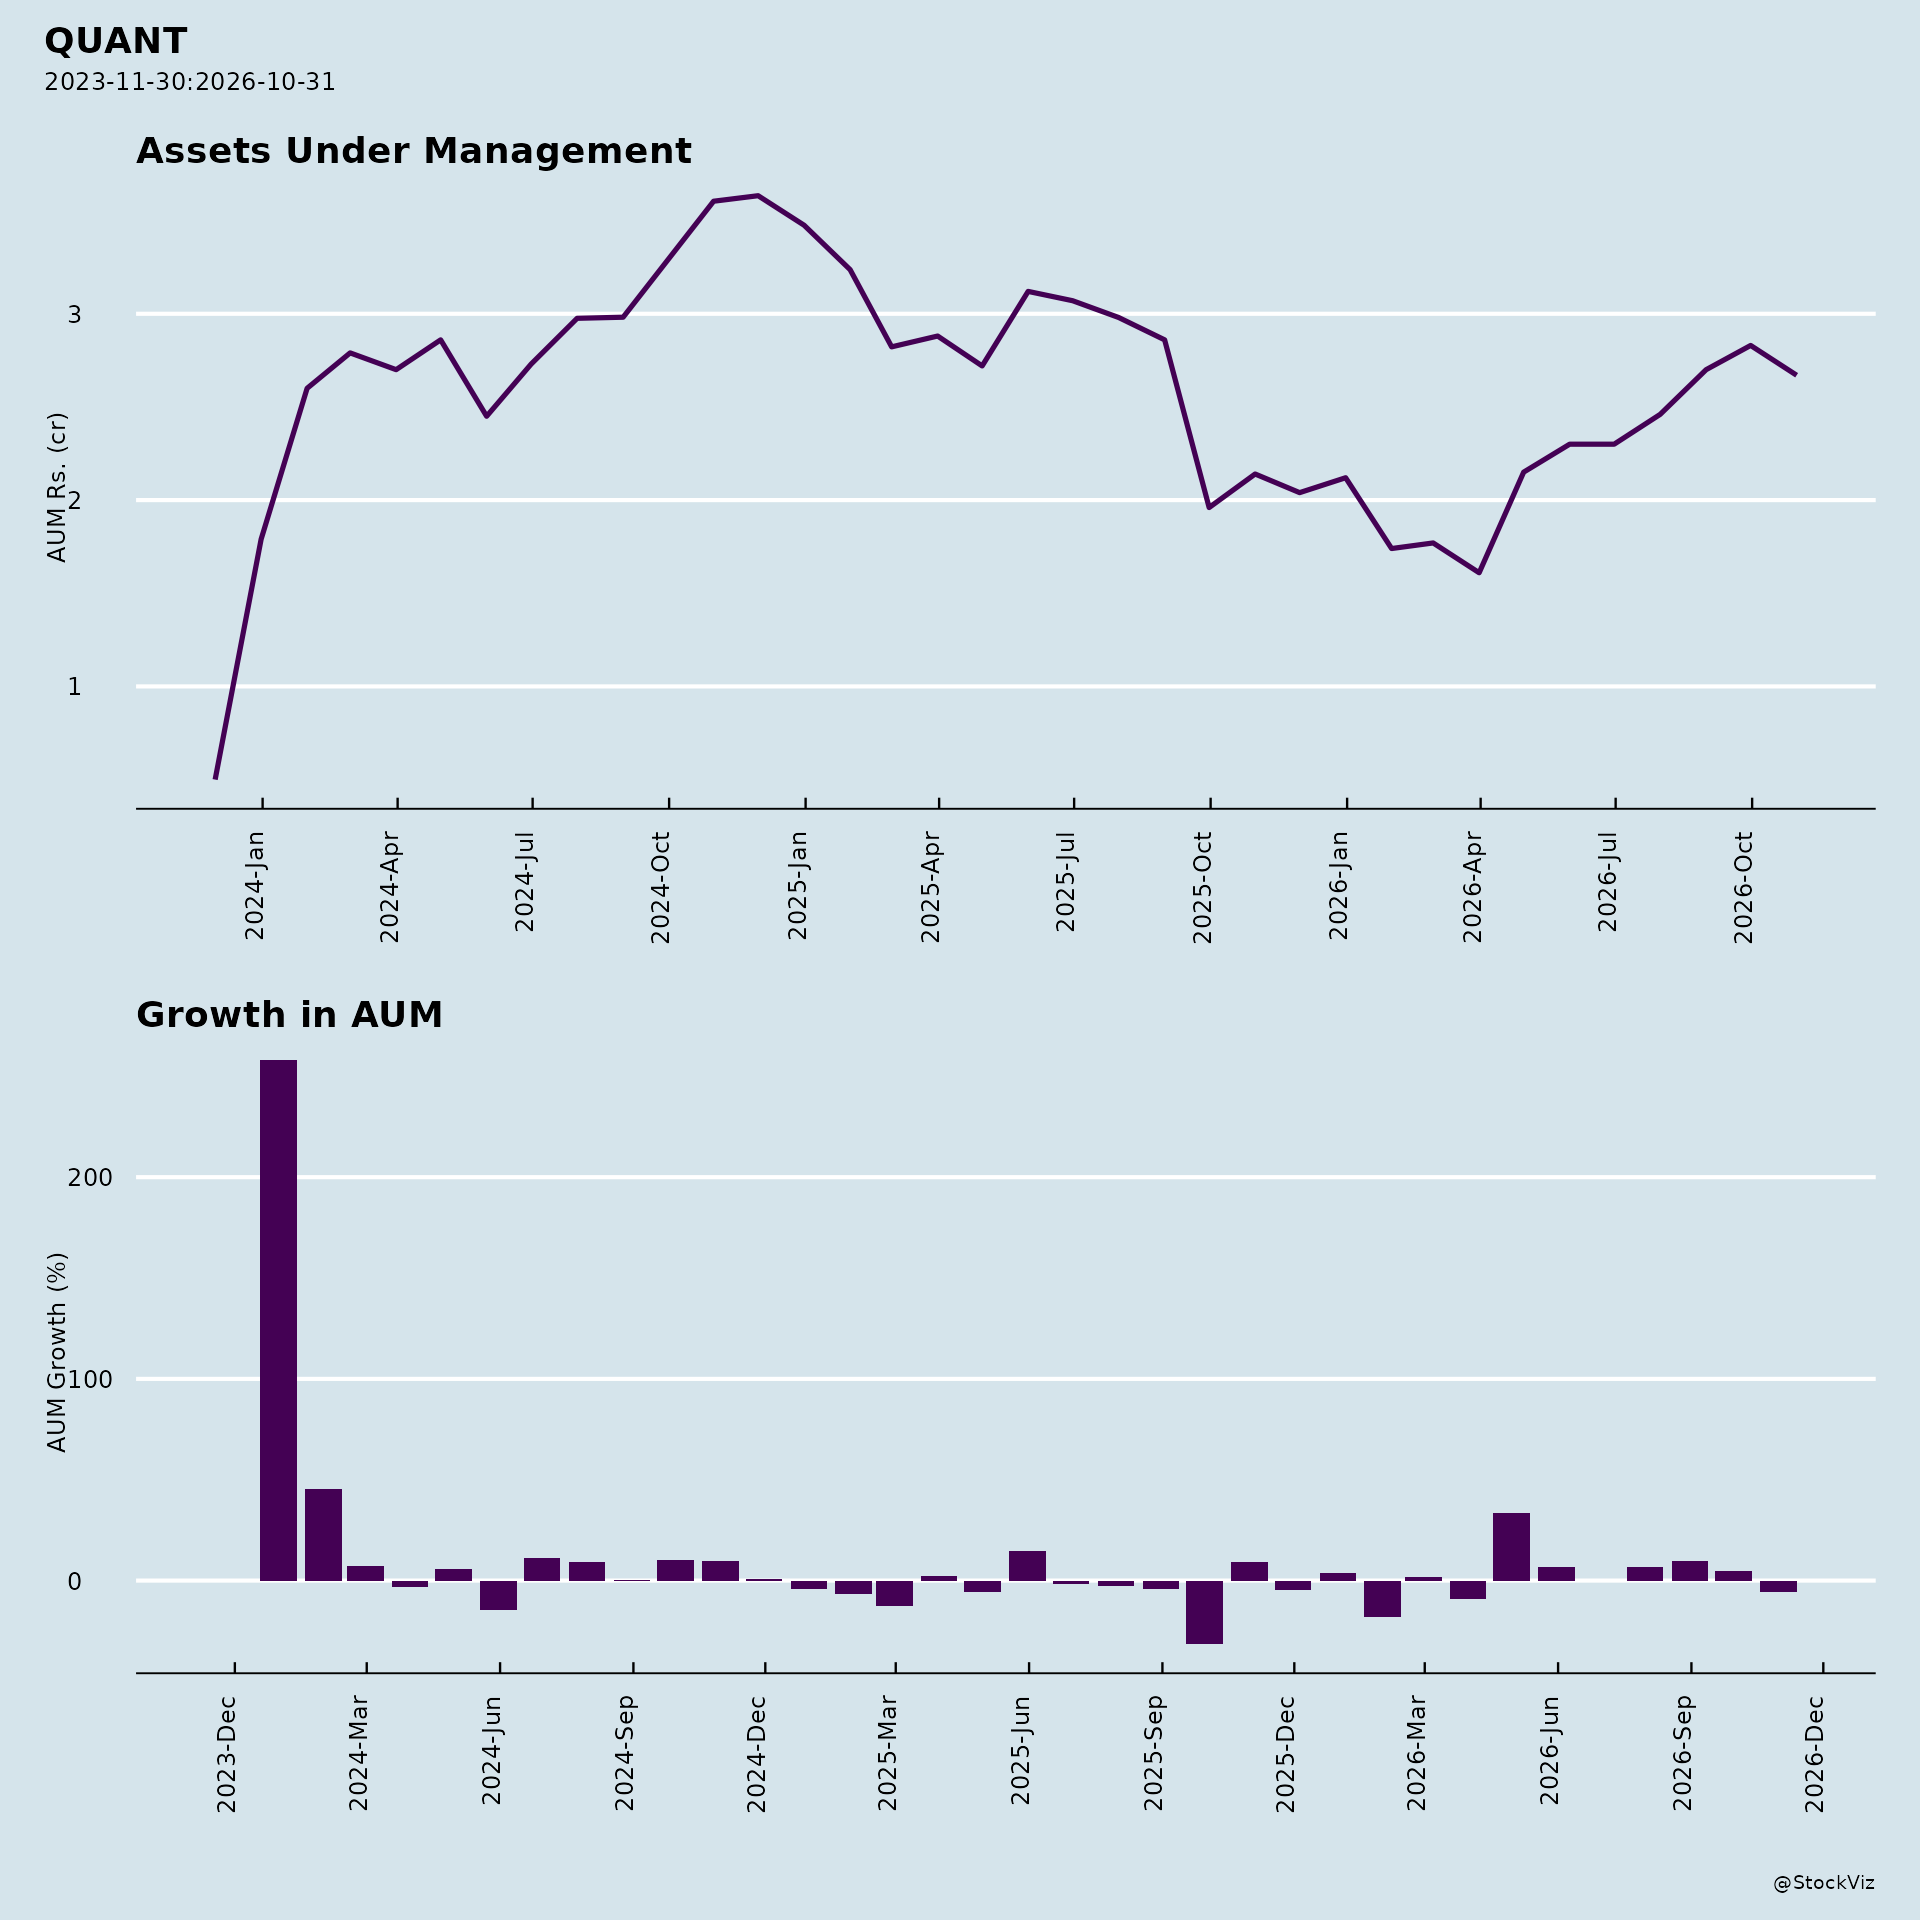 QUANT
2023-11-30:2026-10-31
Assets Under Management
AUM Rs. (cr)
3
2
1
2024-Jan
2024-Apr
2024-Jul
2024-Oct
2025-Jan
2025-Apr
2025-Jul
2025-Oct
2026-Jan
2026-Apr
2026-Jul
2026-Oct
Growth in AUM
AUM Growth (%)
200
100
0
2023-Dec
2024-Mar
2024-Jun
2024-Sep
2024-Dec
2025-Mar
2025-Jun
2025-Sep
2025-Dec
2026-Mar
2026-Jun
2026-Sep
2026-Dec
@StockViz